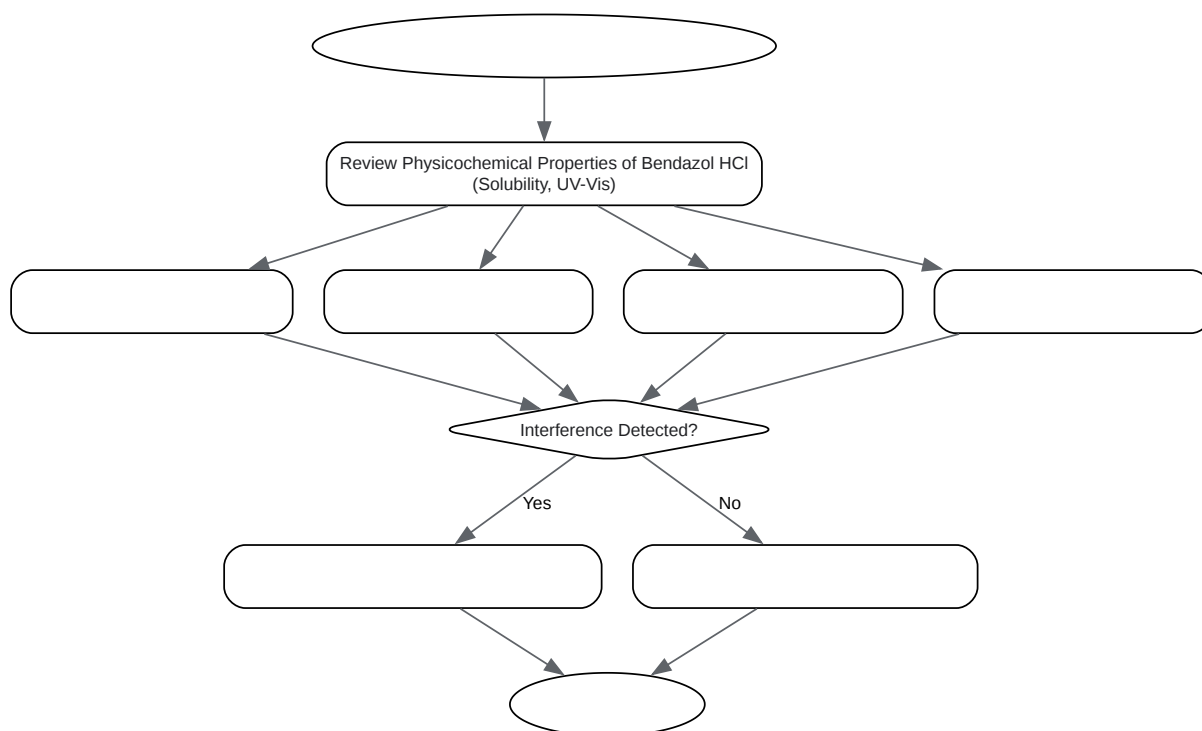 Review Physicochemical Properties of Bendazol HCl
(Solubility, UV-Vis)
Interference Detected?
Yes
No